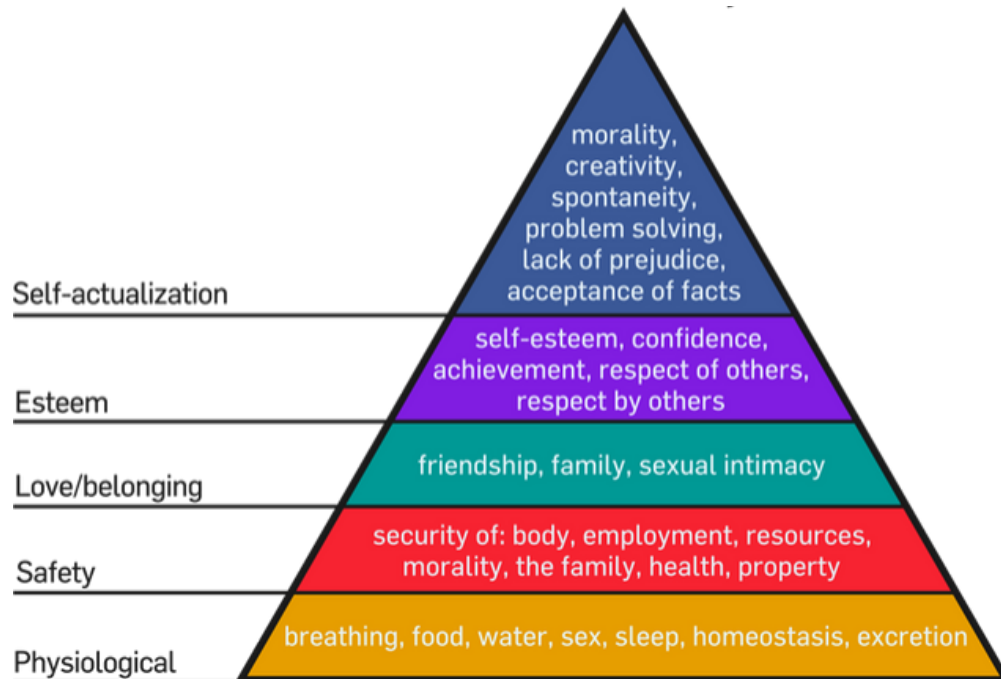 morality,
creativity,
spontaneity,
problem solving,
lack of prejudice,
acceptance of facts
Self-actualization
self-esteem, confidence,
achievement, respect of others,
respect by others
Esteem
friendship, family, sexual intimacy
Love/belonging
security of: body, employment, resources,
morality, the family, health, property
Safety
breathing, food, water, sex, sleep, homeostasis, excretion
Physiological